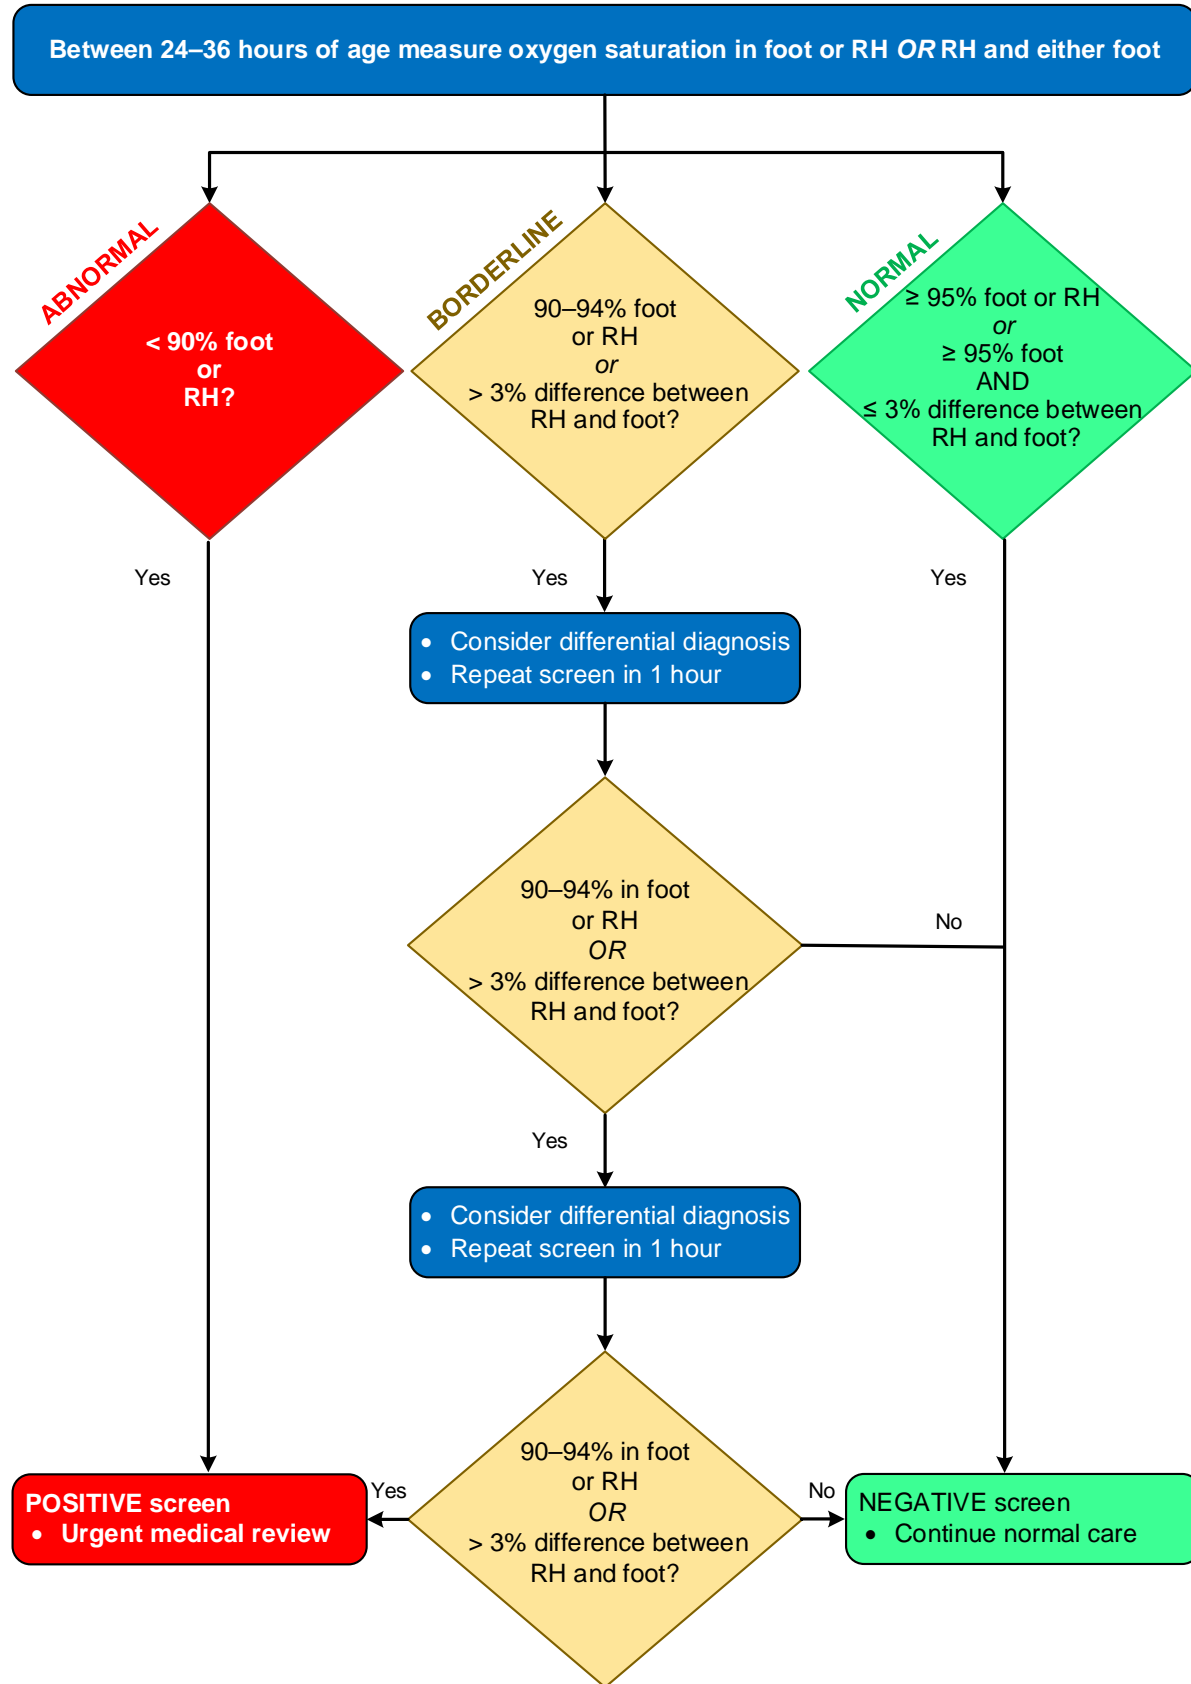 Between 24–36 hours of age measure oxygen saturation in foot or RH OR RH and either foot
ABNORMAL
< 90% foot
or
RH?
BORDERLINE
90–94% foot
or RH
or
> 3% difference between
RH and foot?
NORMAL
≥ 95% foot or RH
or
≥ 95% foot
AND
≤ 3% difference between
RH and foot?
Yes
Yes
Yes
• Consider differential diagnosis
• Repeat screen in 1 hour
90–94% in foot
or RH
OR
> 3% difference between
RH and foot?
No
Yes
• Consider differential diagnosis
• Repeat screen in 1 hour
90–94% in foot
or RH
OR
> 3% difference between
RH and foot?
Yes
No
POSITIVE screen
• Urgent medical review
NEGATIVE screen
• Continue normal care